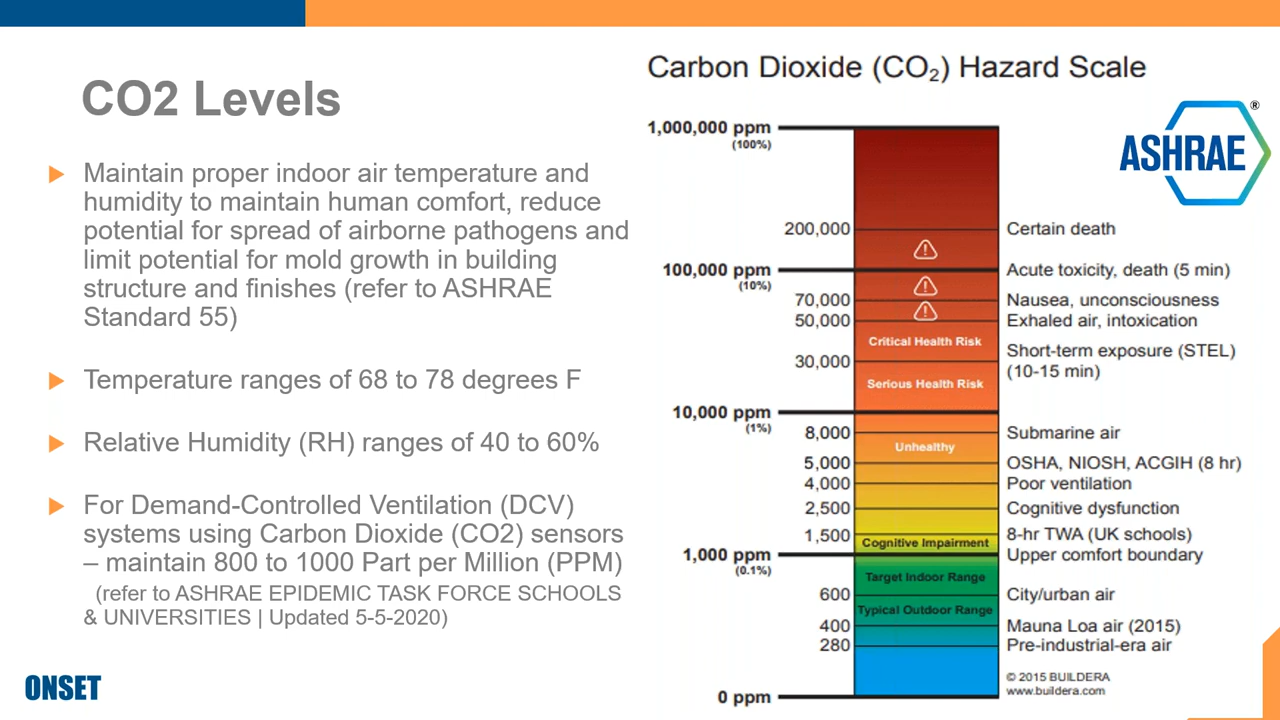 CO2 Levels
Maintain proper indoor air temperature and
humidity to maintain human comfort, reduce
potential for spread of airborne pathogens and
limit potential for mold growth in building
structure and finishes (refer to ASHRAE
Standard 55)
Temperature ranges of 68 to 78 degrees F
Relative Humidity (RH) ranges of 40 to 60%
For Demand-Controlled Ventilation (DCV)
systems using Carbon Dioxide (CO2) sensors
– maintain 800 to 1000 Part per Million (PPM)
(refer to ASHRAE EPIDEMIC TASK FORCE SCHOOLS
& UNIVERSITIES | Updated 5-5-2020)
ONSET
Carbon Dioxide (CO₂) Hazard Scale
ASHRAE ®
1,000,000 ppm
(100%)
200,000 Certain death
100,000 ppm Acute toxicity, death (5 min)
(10%)
70,000 Nausea, unconsciousness
50,000 Exhaled air, intoxication
Critical Health Risk
30,000 Short-term exposure (STEL)
(10-15 min)
Serious Health Risk
10,000 ppm
(1%)
8,000 Submarine air
Unhealthy
5,000 OSHA, NIOSH, ACGIH (8 hr)
4,000 Poor ventilation
2,500 Cognitive dysfunction
1,500 8-hr TWA (UK schools)
Cognitive Impairment
1,000 ppm Upper comfort boundary
(0.1%)
Target Indoor Range
600 City/urban air
Typical Outdoor Range
400 Mauna Loa air (2015)
280 Pre-industrial-era air
© 2015 BUILDERA
www.buildera.com
0 ppm